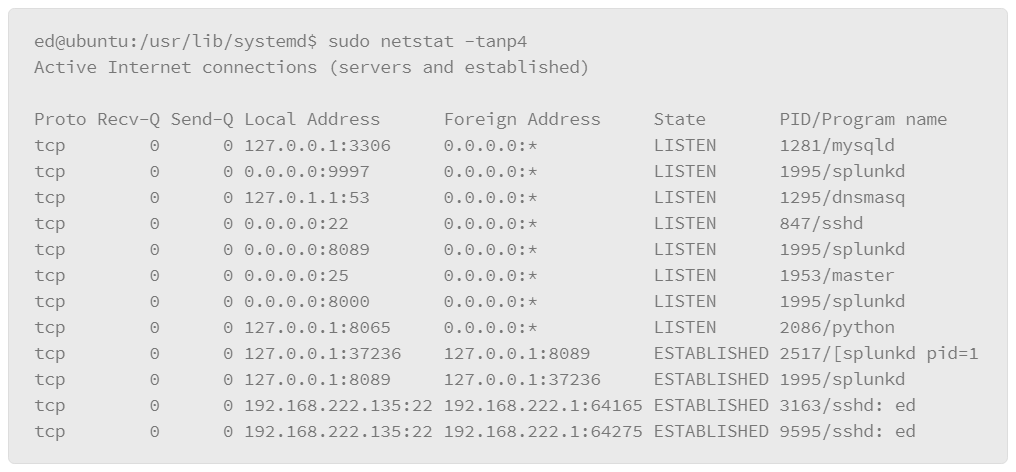 ed@ubuntu:/usr/lib/systemd$ sudo netstat -tanp4
Active Internet connections (servers and established)
Proto Recv-Q Send-Q Local Address      Foreign Address     State       PID/Program name
tcp        0      0 127.0.0.1:3306     0.0.0.0:*           LISTEN      1281/mysqld
tcp        0      0 0.0.0.0:9997       0.0.0.0:*           LISTEN      1995/splunkd
tcp        0      0 127.0.1.1:53       0.0.0.0:*           LISTEN      1295/dnsmasq
tcp        0      0 0.0.0.0:22         0.0.0.0:*           LISTEN      847/sshd
tcp        0      0 0.0.0.0:8089       0.0.0.0:*           LISTEN      1995/splunkd
tcp        0      0 0.0.0.0:25         0.0.0.0:*           LISTEN      1953/master
tcp        0      0 0.0.0.0:8000       0.0.0.0:*           LISTEN      1995/splunkd
tcp        0      0 127.0.0.1:8065     0.0.0.0:*           LISTEN      2086/python
tcp        0      0 127.0.0.1:37236    127.0.0.1:8089      ESTABLISHED 2517/[splunkd pid=1
tcp        0      0 127.0.0.1:8089     127.0.0.1:37236     ESTABLISHED 1995/splunkd
tcp        0      0 192.168.222.135:22 192.168.222.1:64165 ESTABLISHED 3163/sshd: ed
tcp        0      0 192.168.222.135:22 192.168.222.1:64275 ESTABLISHED 9595/sshd: ed